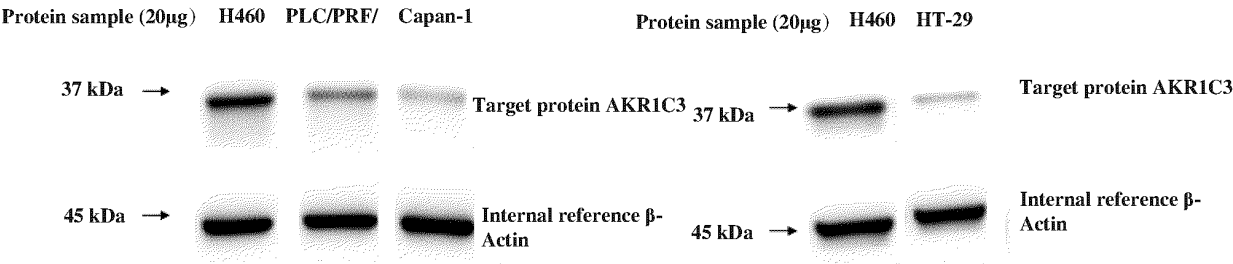 Protein sample (20μg) H460 PLC/PRF/ Capan-1
37 kDa
Target protein AKR1C3
45 kDa
Internal reference β-
Actin
Protein sample (20μg) H460 HT-29
Target protein AKR1C3
37 kDa
Internal reference β-
Actin
45 kDa